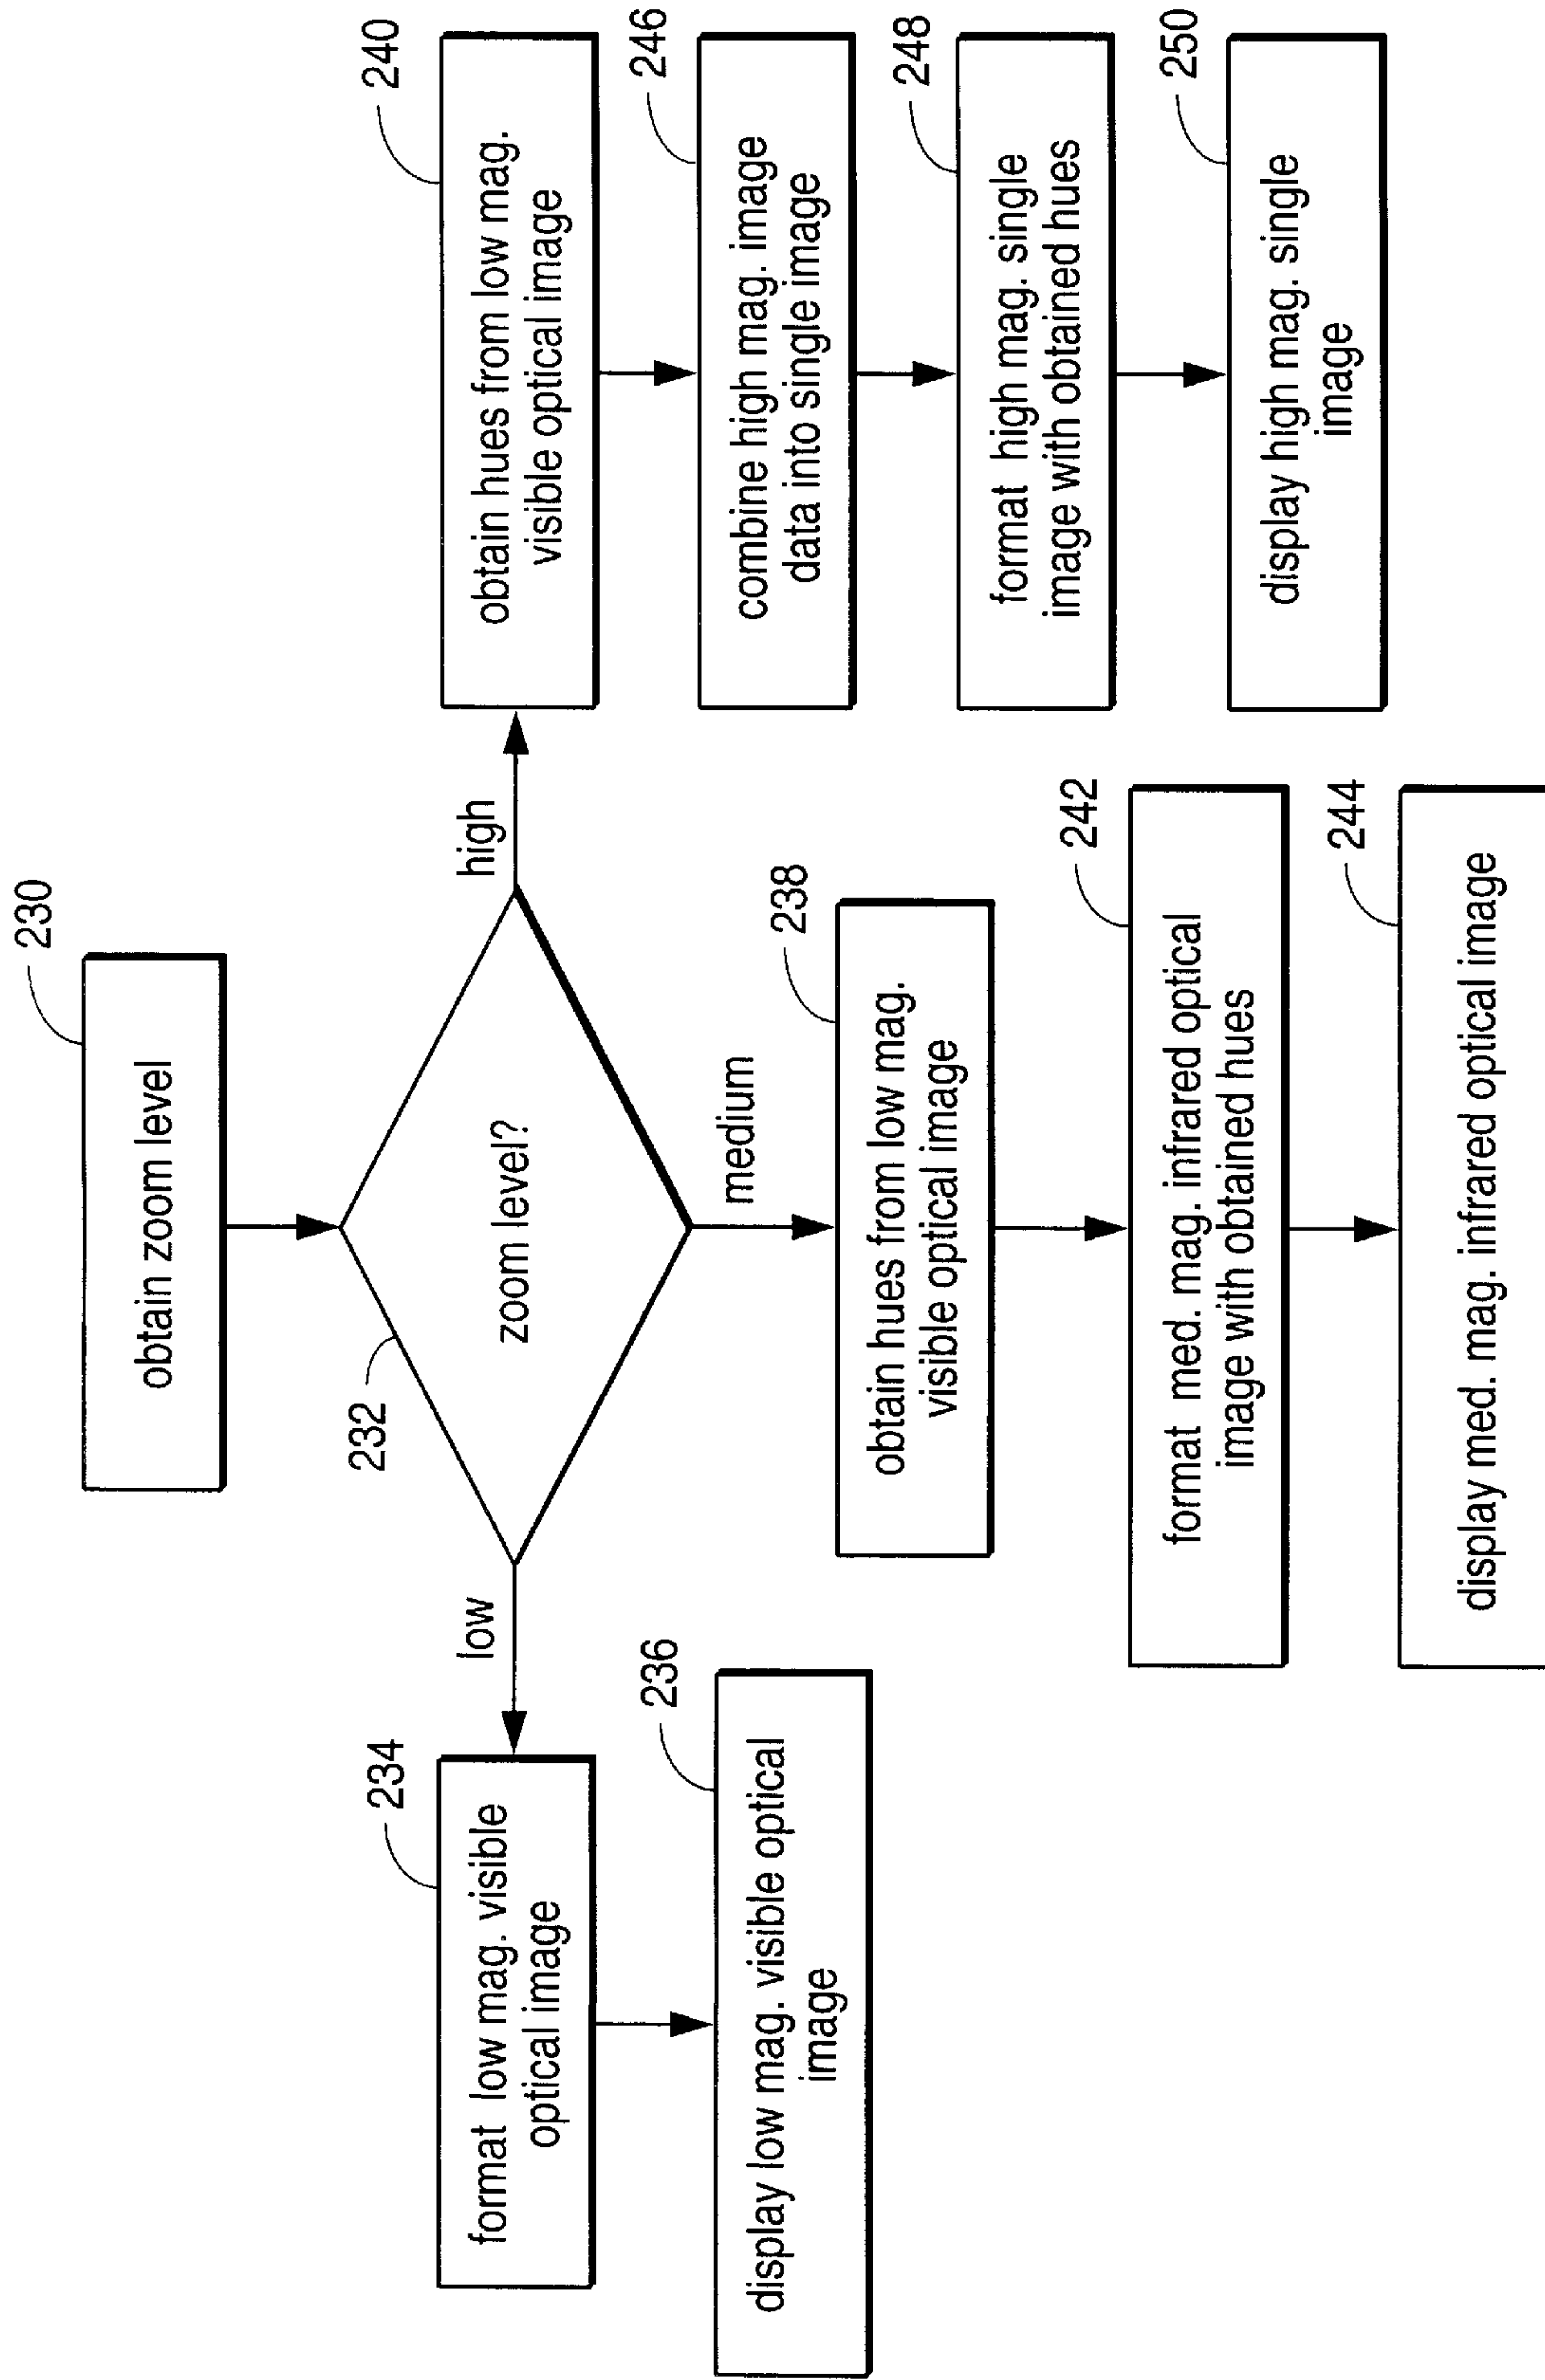 230
obtain zoom level
232
zoom level?
low
medium
high
234
format low mag. visible
optical image
236
display low mag. visible optical
image
238
obtain hues from low mag.
visible optical image
242
format med. mag. infrared optical
image with obtained hues
244
display med. mag. infrared optical image
240
obtain hues from low mag.
visible optical image
246
combine high mag. image
data into single image
248
format high mag. single
image with obtained hues
250
display high mag. single
image